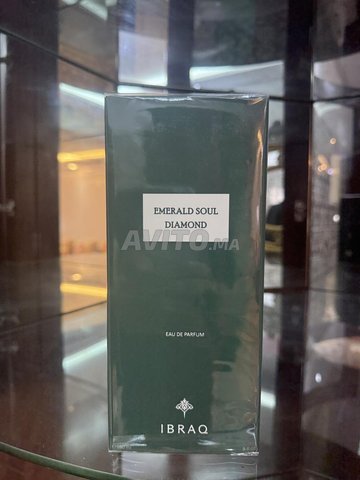 EMERALD SOUL
DIAMOND
AVITO.MA
EAU DE PARFUM
IBRAQ